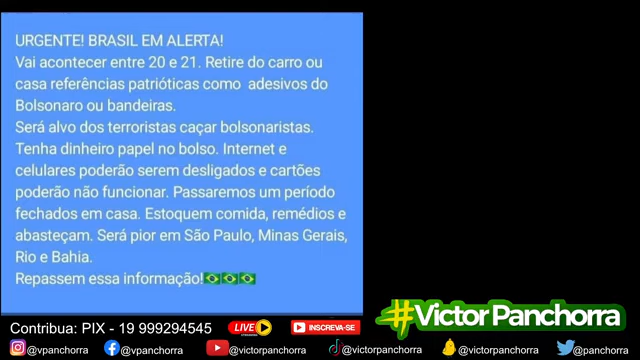 URGENTE! BRASIL EM ALERTA!
Vai acontecer entre 20 e 21. Retire do carro ou
casa referências patrióticas como adesivos do
Bolsonaro ou bandeiras.
Será alvo dos terroristas caçar bolsonaristas.
Tenha dinheiro papel no bolso. Internet e
celulares poderão serem desligados e cartões
poderão não funcionar. Passaremos um período
fechados em casa. Estoquem comida, remédios e
abasteçam. Será pior em São Paulo, Minas Gerais,
Rio e Bahia.
Repassem essa informação!🇧🇷🇧🇷🇧🇷
#VictorPanchorra
Contribua: PIX - 19 999294545
LIVE
INSCREVA-SE
@vpanchorra
@vpanchorra
@victorpanchorra
@victorpanchorra
@victorpanchorra
@panchorra